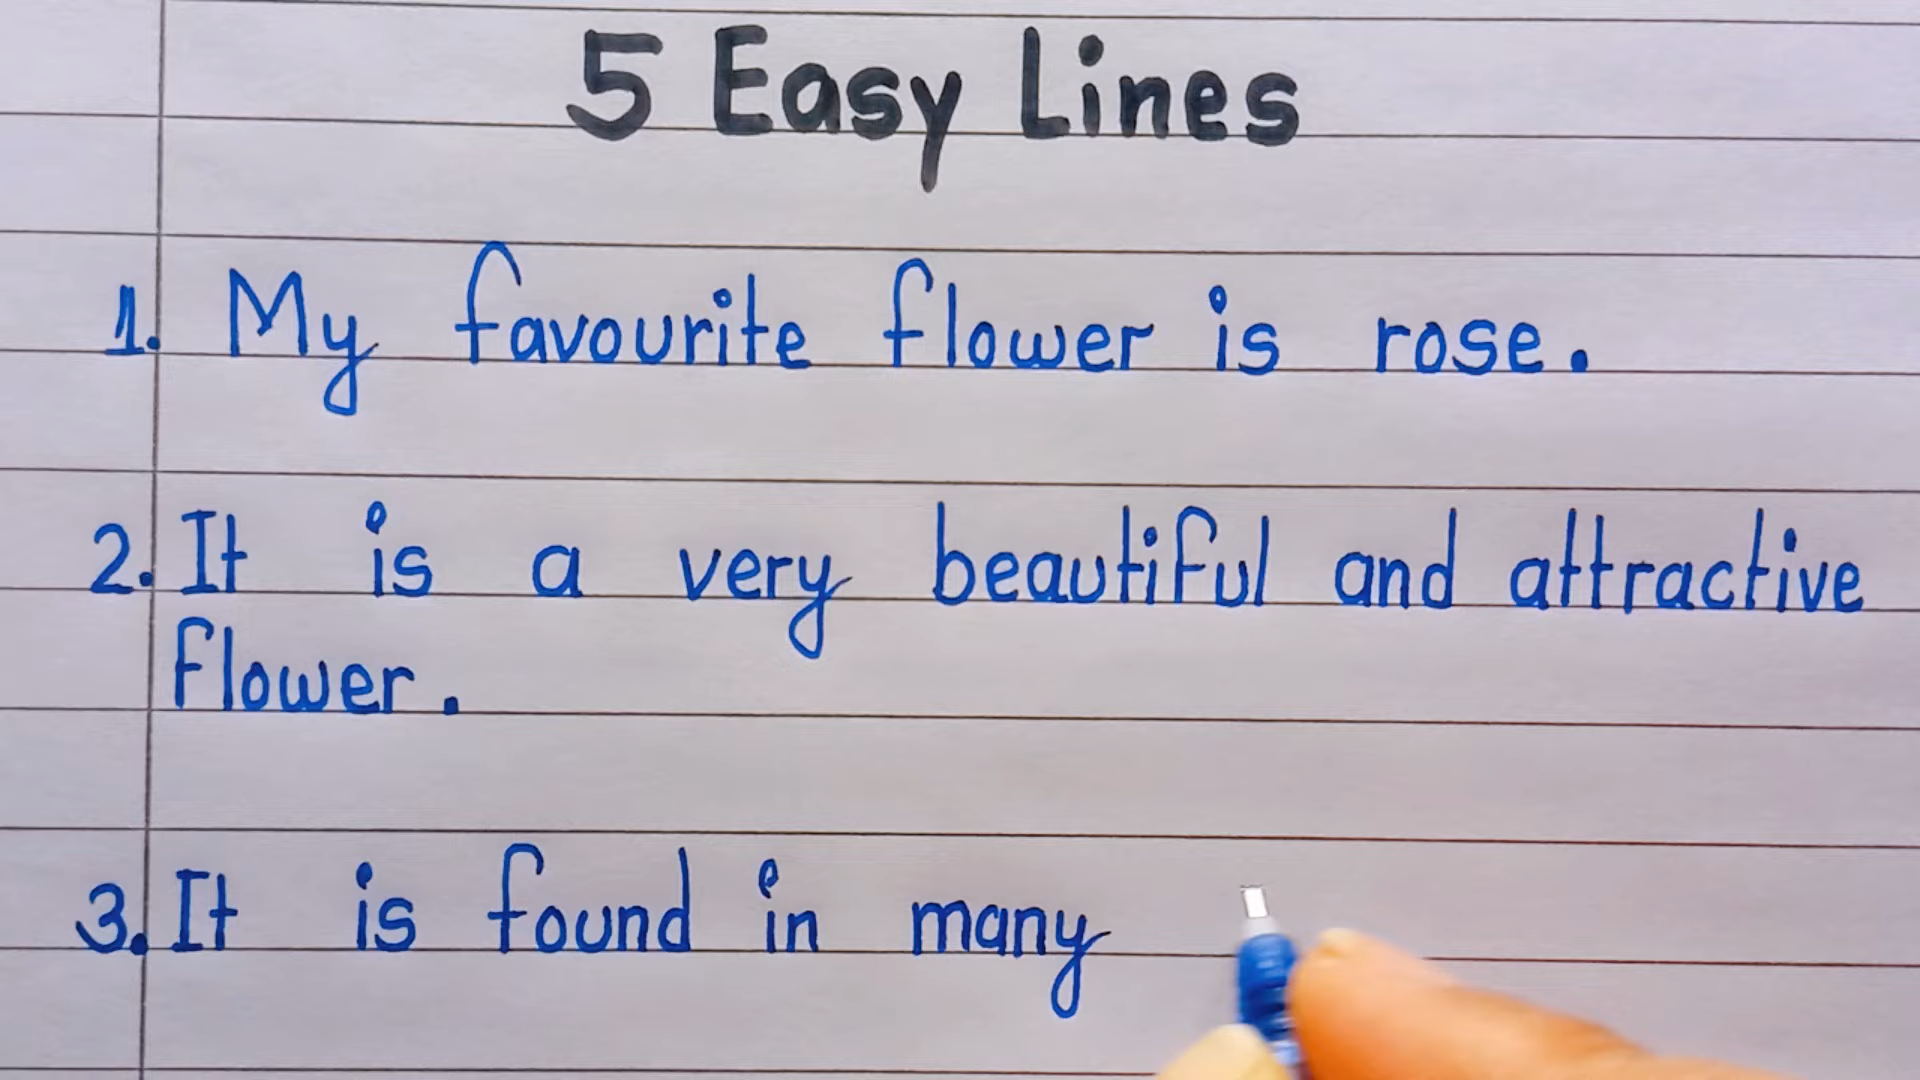 5 Easy Lines
1. My favourite flower is rose.
2. It is a very beautiful and attractive
flower.
3. It is found in many